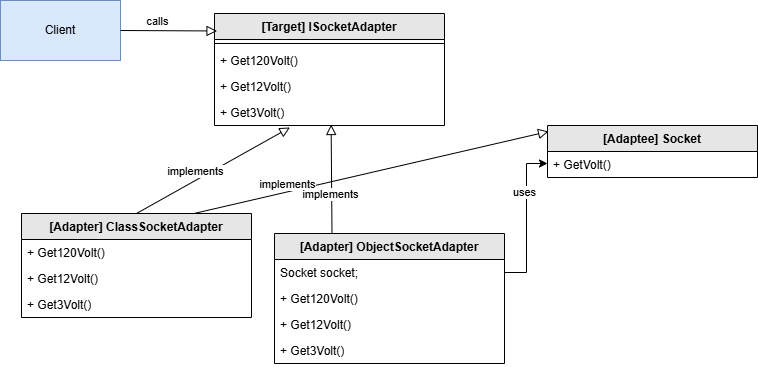 Client
calls
[Target] ISocketAdapter
+ Get120Volt()
+ Get12Volt()
+ Get3Volt()
[Adaptee] Socket
+ GetVolt()
implements
implements
implements
uses
[Adapter] ClassSocketAdapter
+ Get120Volt()
+ Get12Volt()
+ Get3Volt()
[Adapter] ObjectSocketAdapter
Socket socket;
+ Get120Volt()
+ Get12Volt()
+ Get3Volt()